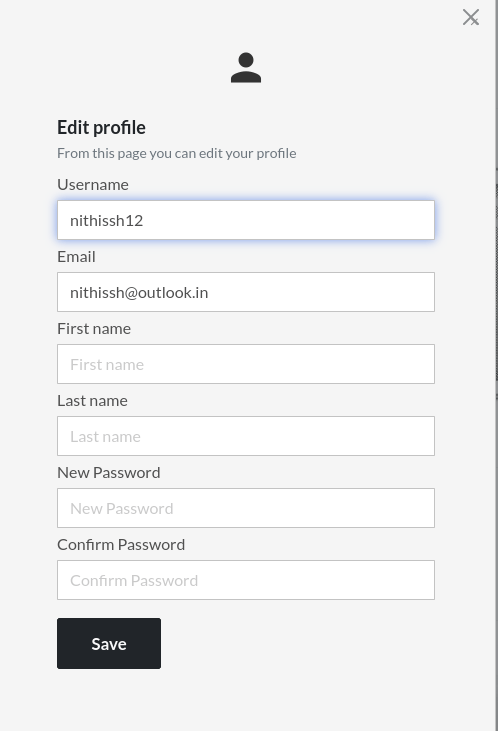 Edit profile
From this page you can edit your profile
Username
nithissh12
Email
nithissh@outlook.in
First name
First name
Last name
Last name
New Password
New Password
Confirm Password
Confirm Password
Save